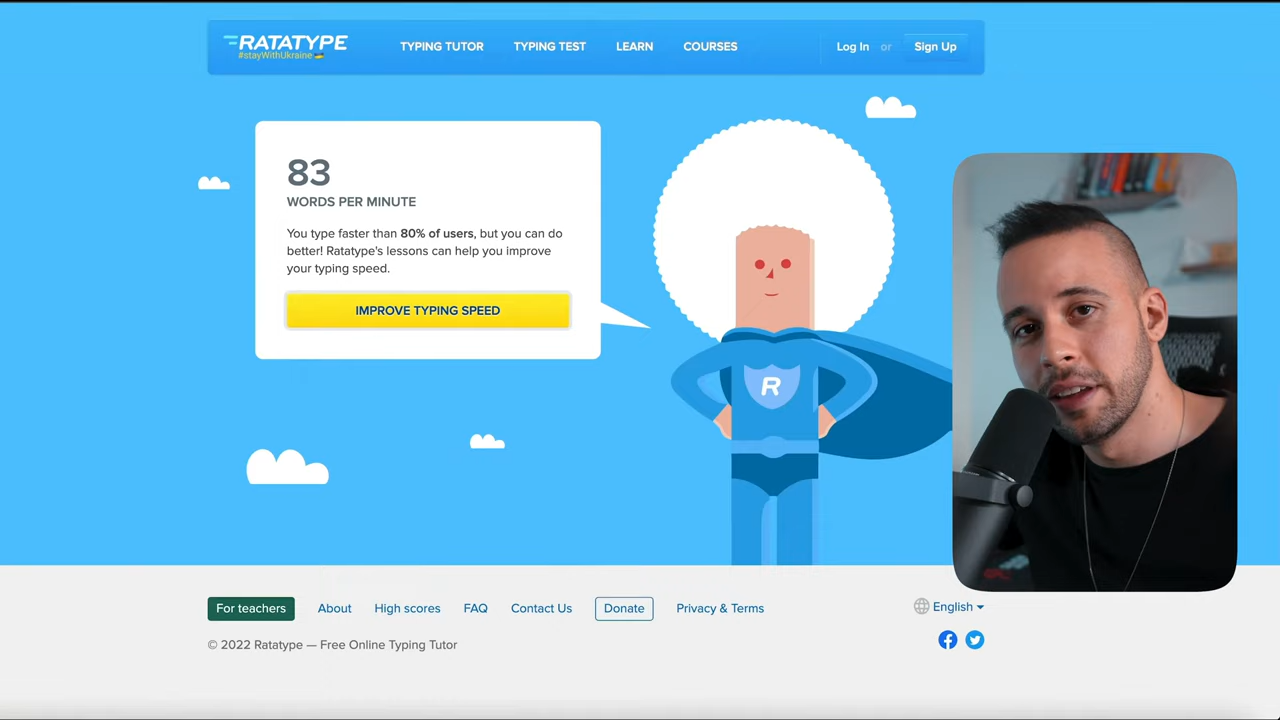 RATATYPE
#stayWithUkraine
TYPING TUTOR
TYPING TEST
LEARN
COURSES
Log In or Sign Up
83
WORDS PER MINUTE
You type faster than 80% of users, but you can do
better! Ratatype's lessons can help you improve
your typing speed.
IMPROVE TYPING SPEED
R
For teachers
About
High scores
FAQ
Contact Us
Donate
Privacy & Terms
English
© 2022 Ratatype — Free Online Typing Tutor